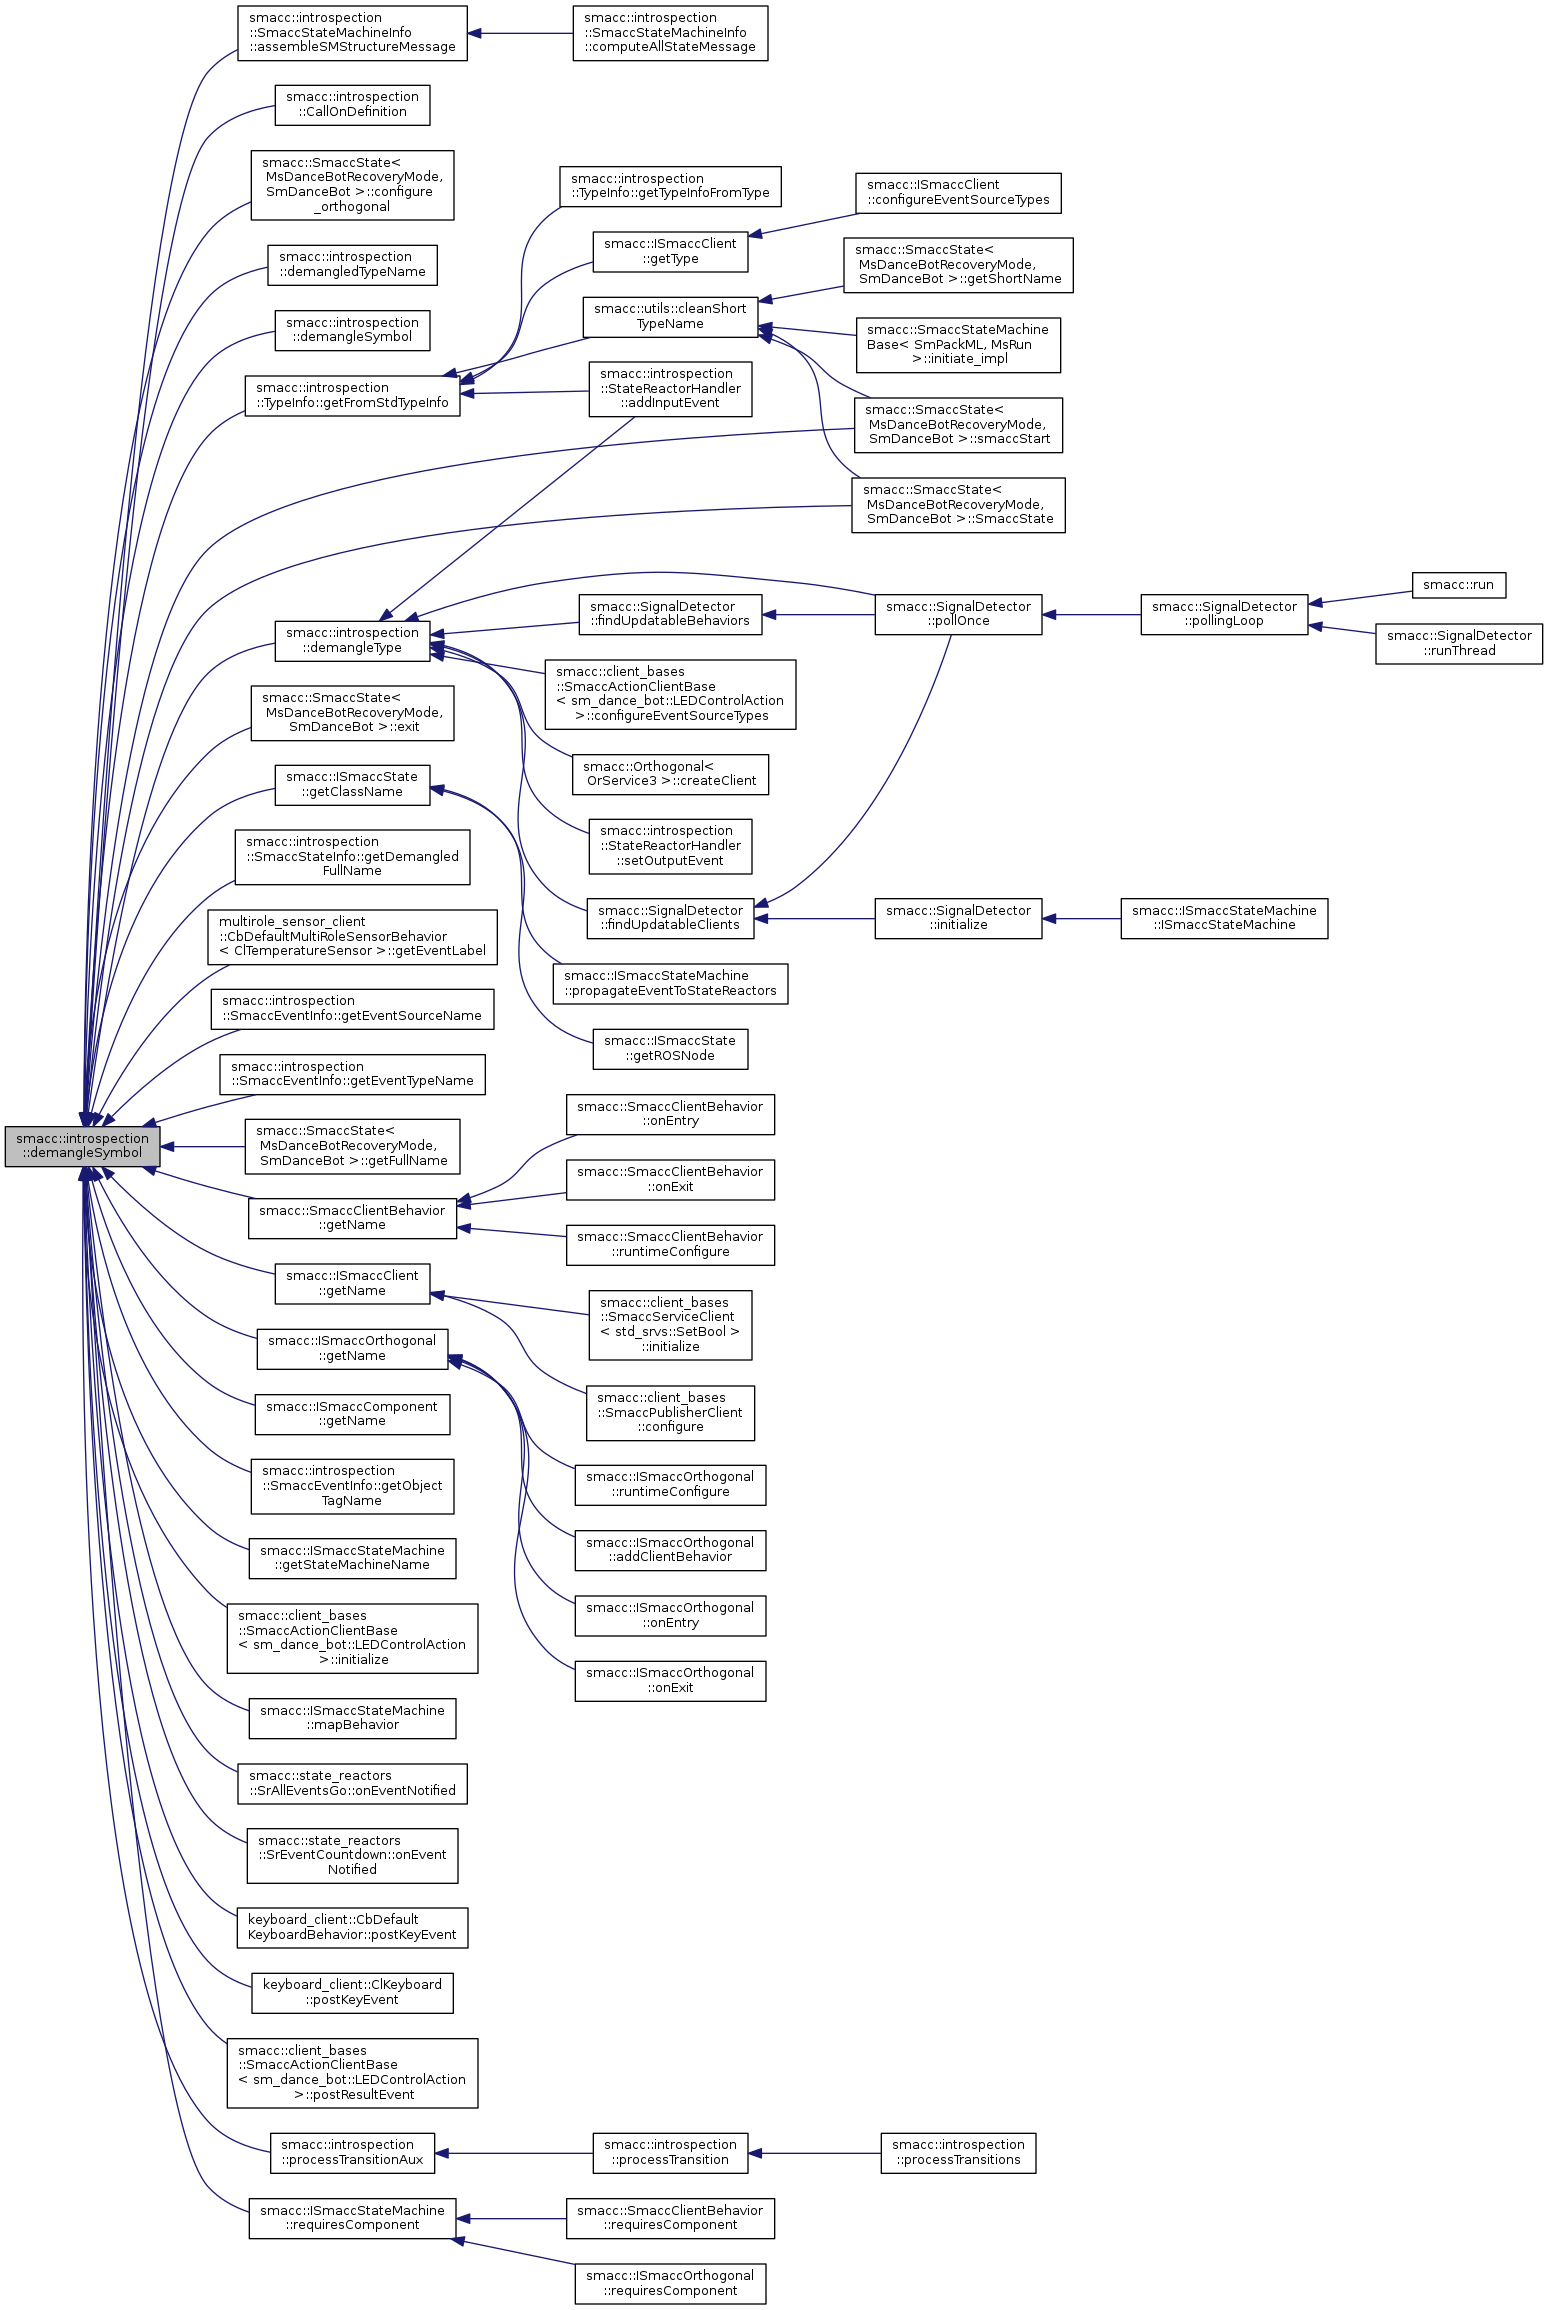 smacc::introspection
::SmaccStateMachineInfo
::assembleSMStructureMessage
smacc::introspection
::SmaccStateMachineInfo
::computeAllStateMessage
smacc::introspection
::CallOnDefinition
smacc::SmaccState<
MsDanceBotRecoveryMode,
SmDanceBot >::configure
_orthogonal
smacc::introspection
::demangledTypeName
smacc::introspection
::demangleSymbol
smacc::introspection
::TypeInfo::getFromStdTypeInfo
smacc::introspection
::TypeInfo::getTypeInfoFromType
smacc::ISmaccClient
::getType
smacc::ISmaccClient
::configureEventSourceTypes
smacc::utils::cleanShort
TypeName
smacc::SmaccState<
MsDanceBotRecoveryMode,
SmDanceBot >::getShortName
smacc::SmaccStateMachine
Base< SmPackML, MsRun
>::initiate_impl
smacc::introspection
::StateReactorHandler
::addInputEvent
smacc::SmaccState<
MsDanceBotRecoveryMode,
SmDanceBot >::smaccStart
smacc::SmaccState<
MsDanceBotRecoveryMode,
SmDanceBot >::SmaccState
smacc::introspection
::demangleType
smacc::SignalDetector
::findUpdatableBehaviors
smacc::SignalDetector
::pollOnce
smacc::SignalDetector
::pollingLoop
smacc::run
smacc::SignalDetector
::runThread
smacc::client_bases
::SmaccActionClientBase
< sm_dance_bot::LEDControlAction
>::configureEventSourceTypes
smacc::Orthogonal<
OrService3 >::createClient
smacc::introspection
::StateReactorHandler
::setOutputEvent
smacc::SignalDetector
::findUpdatableClients
smacc::SignalDetector
::initialize
smacc::ISmaccStateMachine
::ISmaccStateMachine
smacc::SmaccState<
MsDanceBotRecoveryMode,
SmDanceBot >::exit
smacc::ISmaccState
::getClassName
smacc::ISmaccStateMachine
::propagateEventToStateReactors
smacc::ISmaccState
::getROSNode
smacc::introspection
::SmaccStateInfo::getDemangled
FullName
multirole_sensor_client
::CbDefaultMultiRoleSensorBehavior
< ClTemperatureSensor >::getEventLabel
smacc::introspection
::SmaccEventInfo::getEventSourceName
smacc::introspection
::SmaccEventInfo::getEventTypeName
smacc::introspection
::demangleSymbol
smacc::SmaccState<
MsDanceBotRecoveryMode,
SmDanceBot >::getFullName
smacc::SmaccClientBehavior
::getName
smacc::SmaccClientBehavior
::onEntry
smacc::SmaccClientBehavior
::onExit
smacc::SmaccClientBehavior
::runtimeConfigure
smacc::ISmaccClient
::getName
smacc::client_bases
::SmaccServiceClient
< std_srvs::SetBool >
::initialize
smacc::client_bases
::SmaccPublisherClient
::configure
smacc::ISmaccOrthogonal
::getName
smacc::ISmaccOrthogonal
::runtimeConfigure
smacc::ISmaccOrthogonal
::addClientBehavior
smacc::ISmaccOrthogonal
::onEntry
smacc::ISmaccOrthogonal
::onExit
smacc::ISmaccComponent
::getName
smacc::introspection
::SmaccEventInfo::getObject
TagName
smacc::ISmaccStateMachine
::getStateMachineName
smacc::client_bases
::SmaccActionClientBase
< sm_dance_bot::LEDControlAction
>::initialize
smacc::ISmaccStateMachine
::mapBehavior
smacc::state_reactors
::SrAllEventsGo::onEventNotified
smacc::state_reactors
::SrEventCountdown::onEvent
Notified
keyboard_client::CbDefault
KeyboardBehavior::postKeyEvent
keyboard_client::ClKeyboard
::postKeyEvent
smacc::client_bases
::SmaccActionClientBase
< sm_dance_bot::LEDControlAction
>::postResultEvent
smacc::introspection
::processTransitionAux
smacc::introspection
::processTransition
smacc::introspection
::processTransitions
smacc::ISmaccStateMachine
::requiresComponent
smacc::SmaccClientBehavior
::requiresComponent
smacc::ISmaccOrthogonal
::requiresComponent